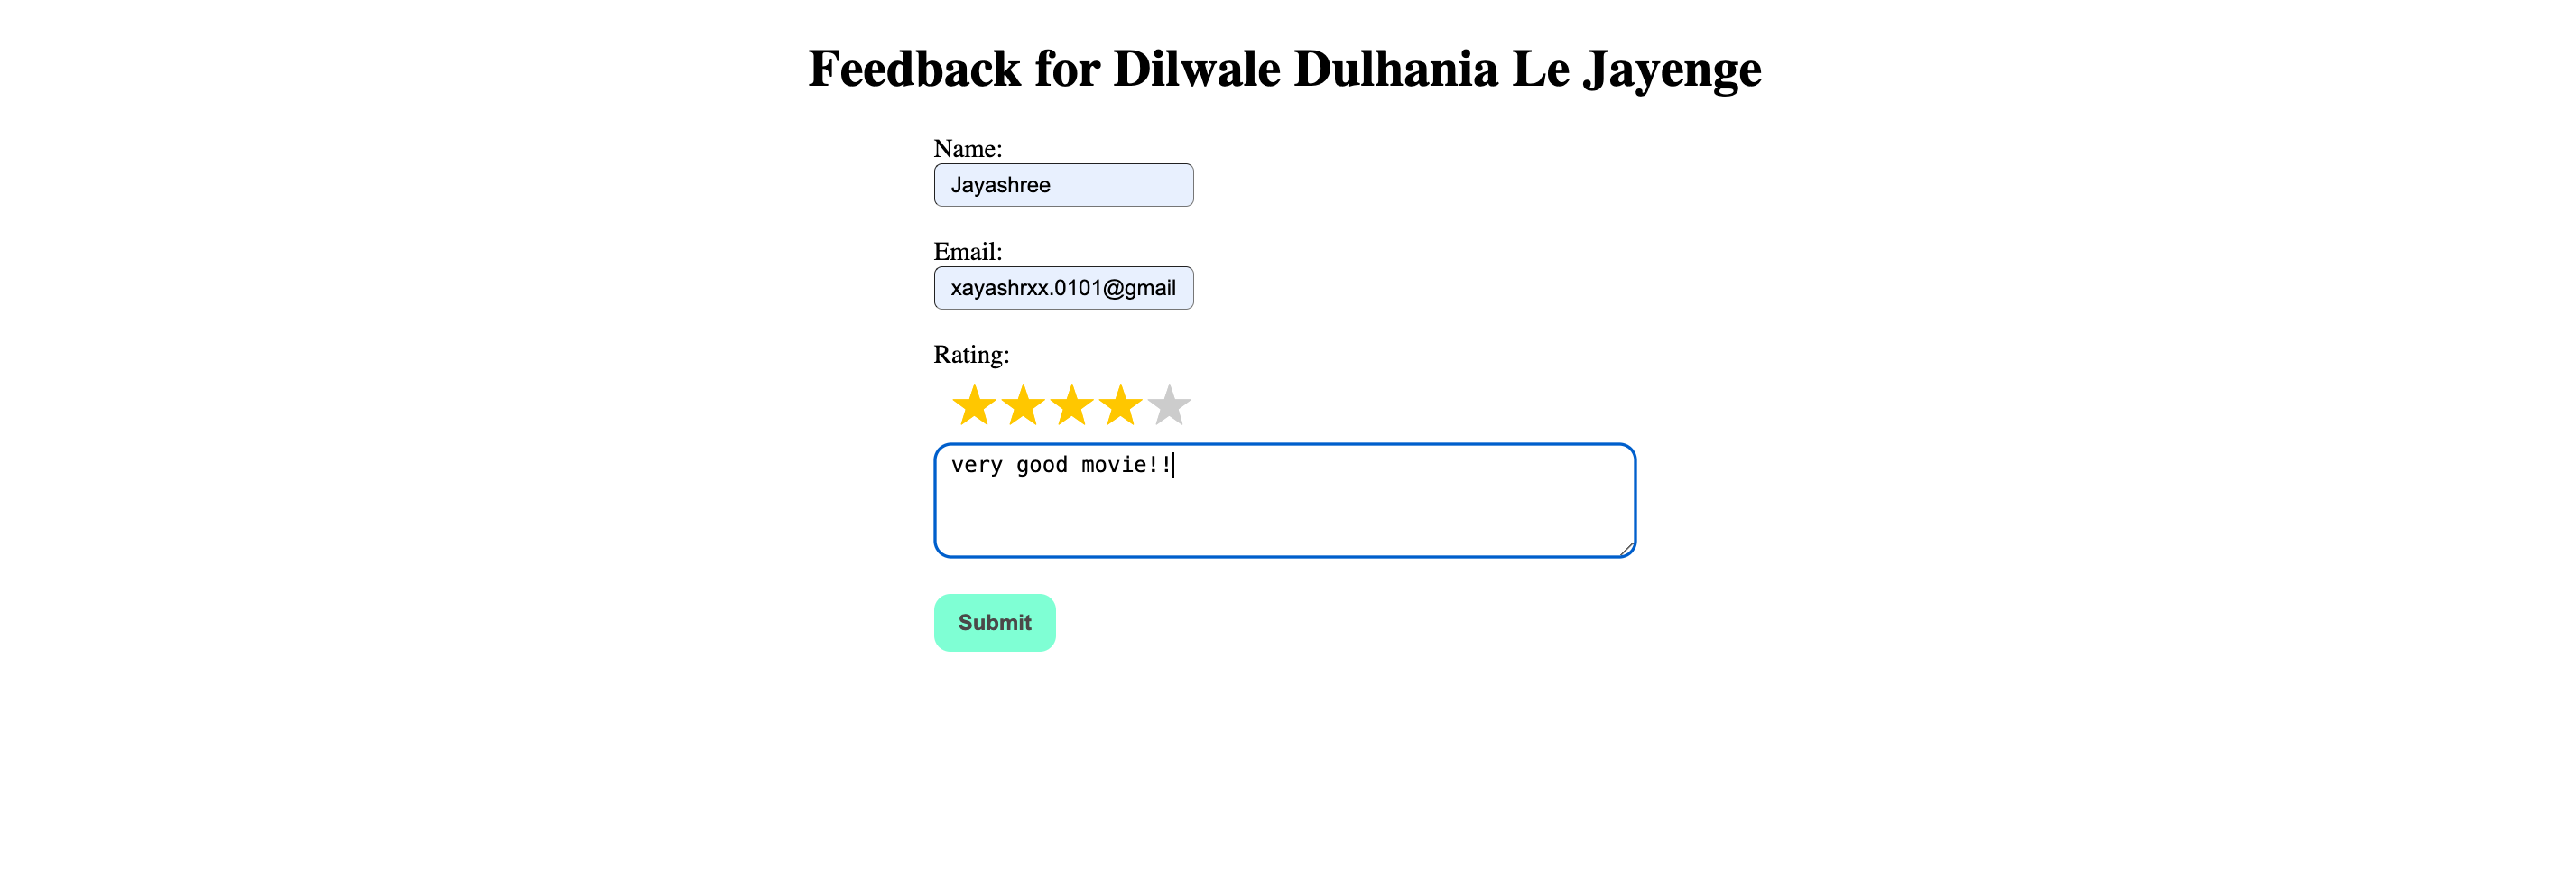 Feedback for Dilwale Dulhania Le Jayenge
Name:
Jayashree
Email:
xayashrxx.0101@gmail
Rating:
very good movie!!
Submit